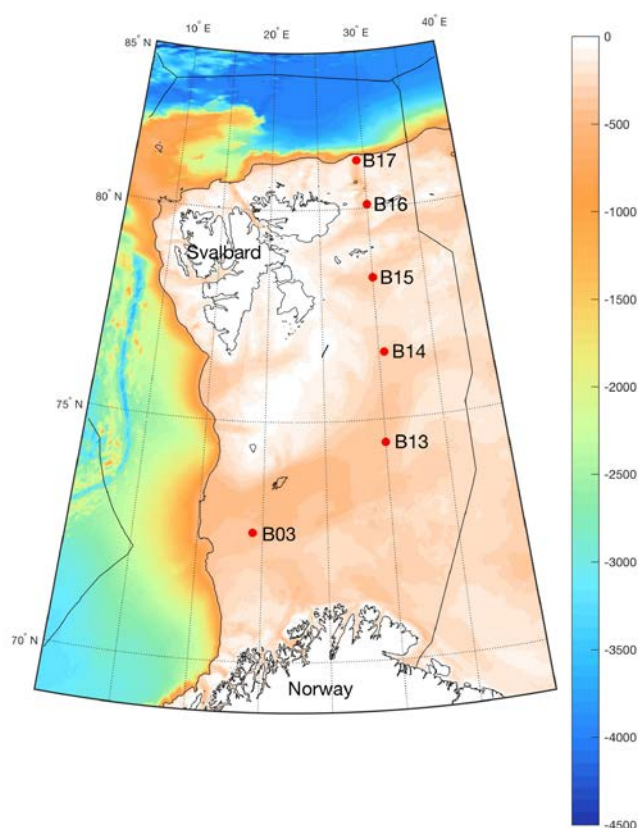 10° E
20° E
30° E
40° E
85° N
80° N
75° N
70° N
B17
B16
Svalbard
B15
B14
B13
B03
Norway
0
-500
-1000
-1500
-2000
-2500
-3000
-3500
-4000
-4500